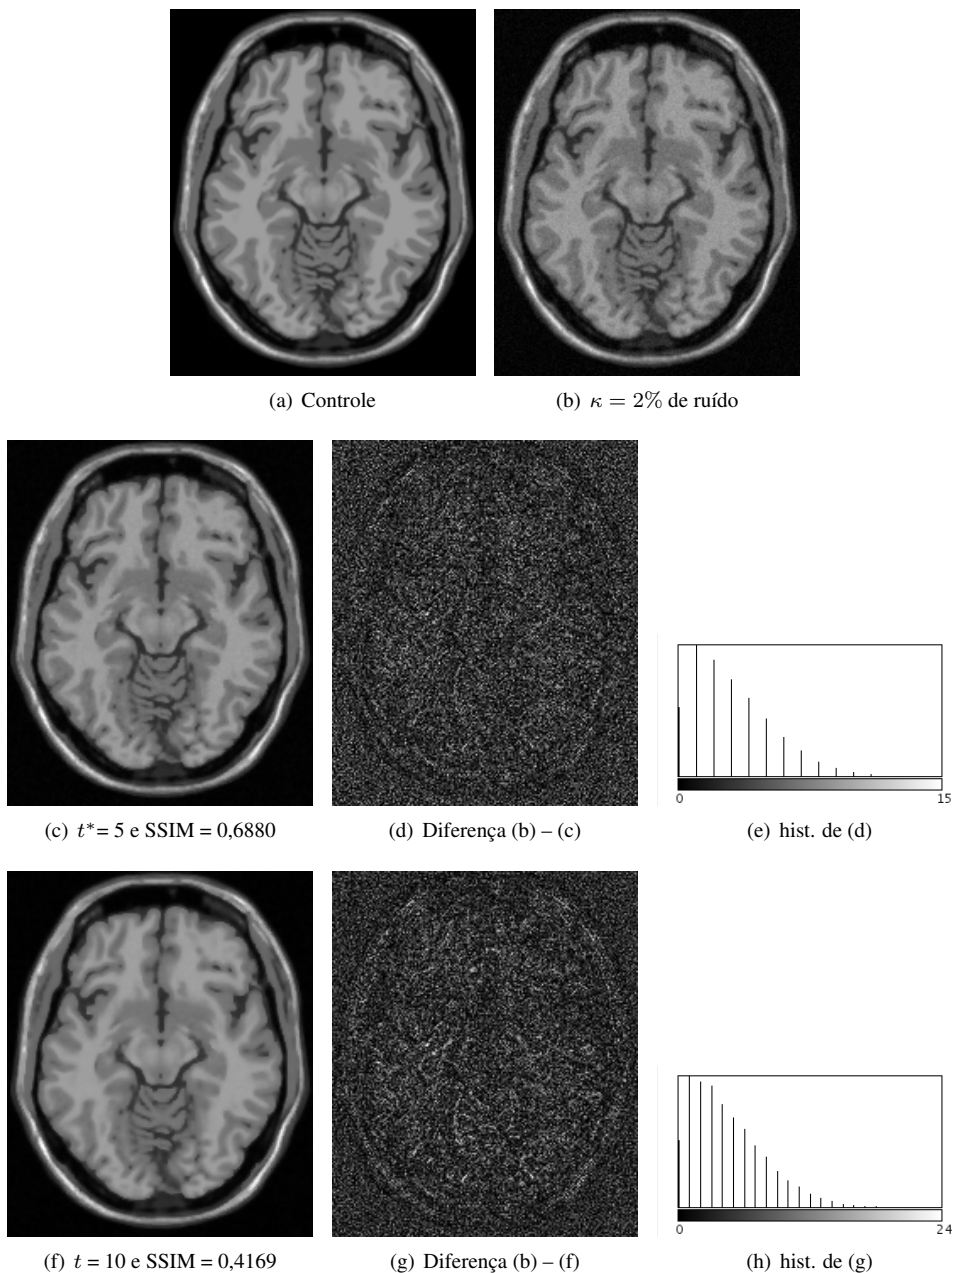 (a) Controle
(b) κ = 2% de ruído
(c) t*= 5 e SSIM = 0,6880
(d) Diferença (b) – (c)
0 15
(e) hist. de (d)
(f) t = 10 e SSIM = 0,4169
(g) Diferença (b) – (f)
0 24
(h) hist. de (g)